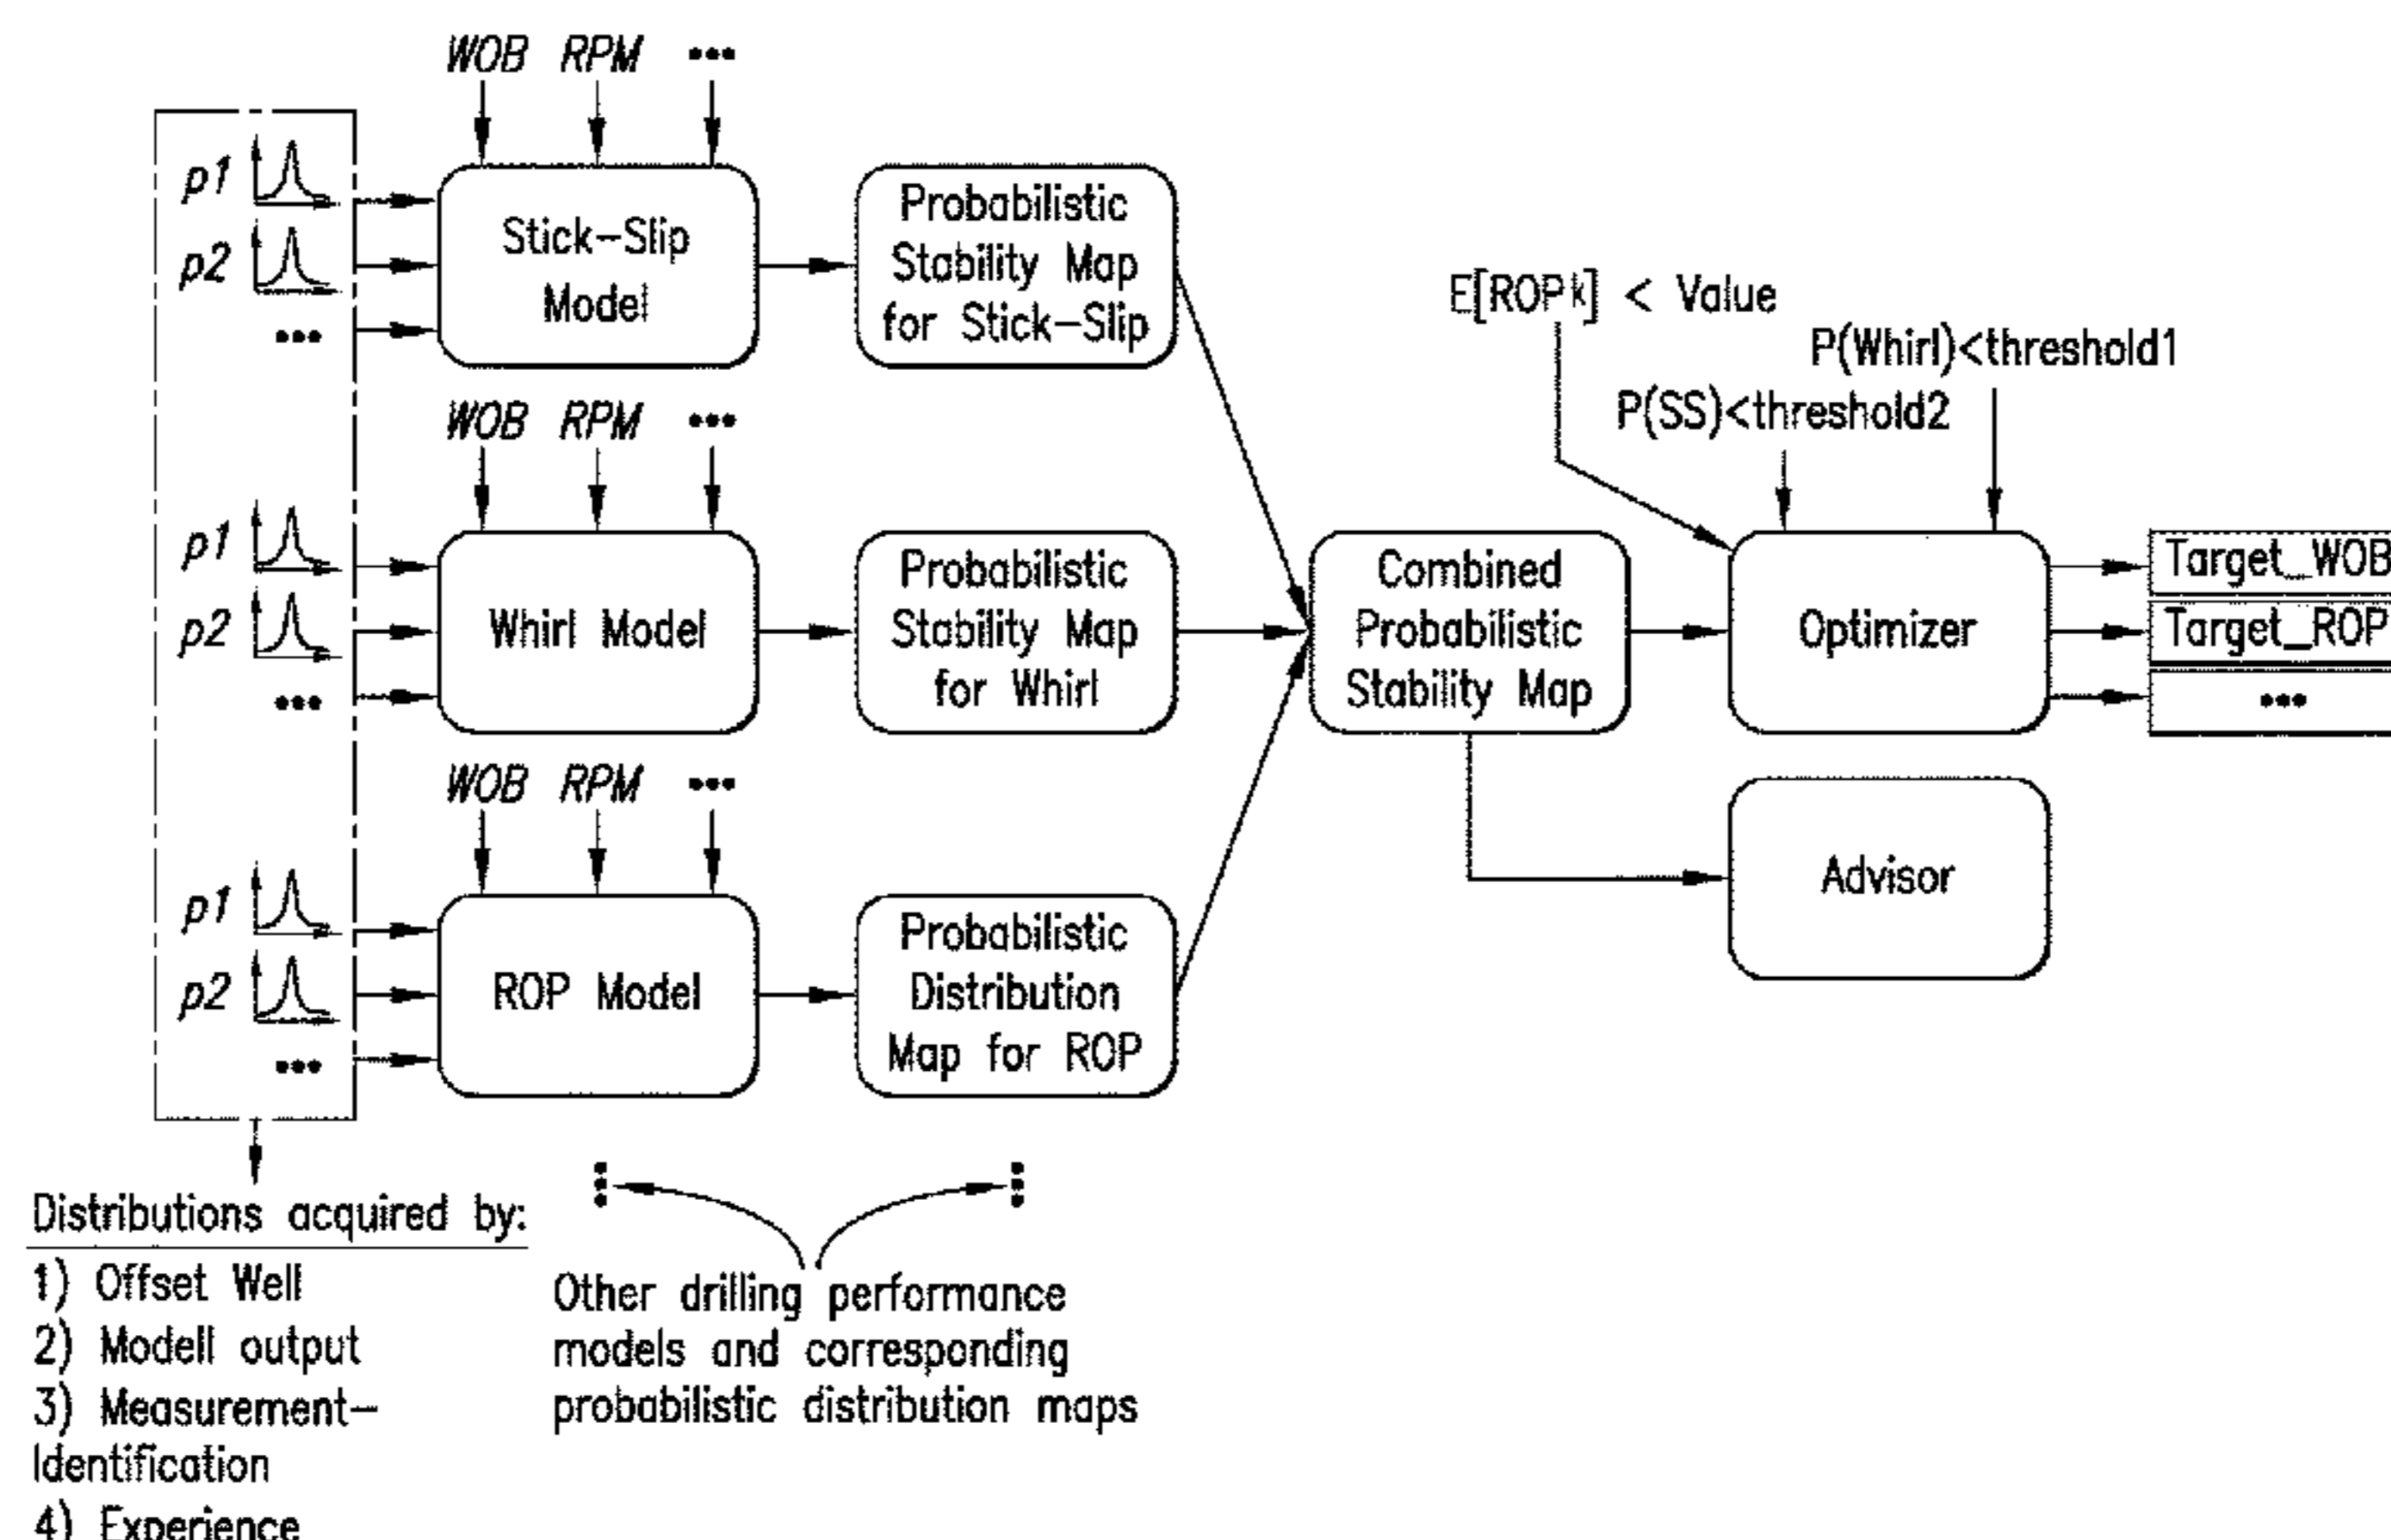 WOB RPM •••
p1
p2
•••
Stick-Slip
Model
Probabilistic
Stability Map
for Stick-Slip
WOB RPM •••
p1
p2
•••
Whirl Model
Probabilistic
Stability Map
for Whirl
WOB RPM •••
p1
p2
•••
ROP Model
Probabilistic
Distribution
Map for ROP
Combined
Probabilistic
Stability Map
E[ROPk] < Value
P(Whirl)<threshold1
P(SS)<threshold2
Optimizer
Target_WOB
Target_ROP
•••
Advisor
Distributions acquired by:
1) Offset Well
2) Modell output
3) Measurement-
Identification
4) Experience
Other drilling performance
models and corresponding
probabilistic distribution maps